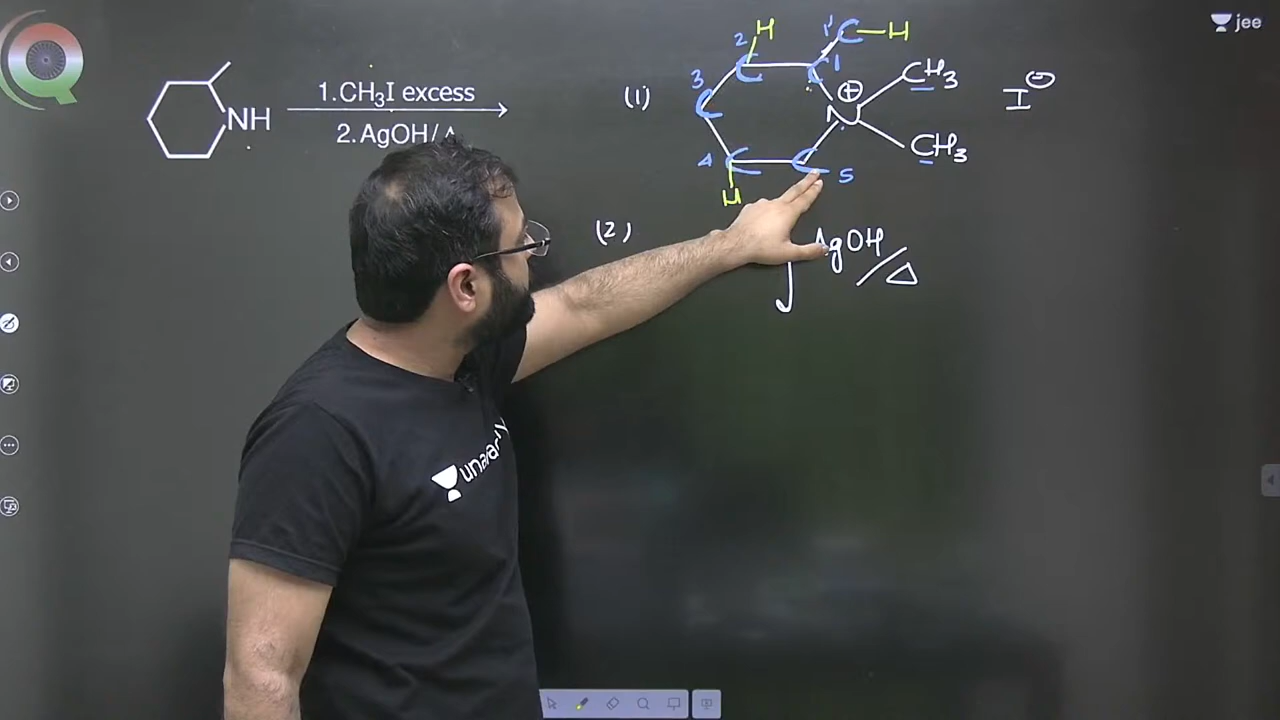 jee
NH
1.CH₃I excess
2.AgOH/Δ
(1)
H
2
3
4
H
C
C
C
C
C
1
1'
C
H
N
⊕
CH₃
CH₃
5
I⊖
(2)
AgOH/Δ
unacademy